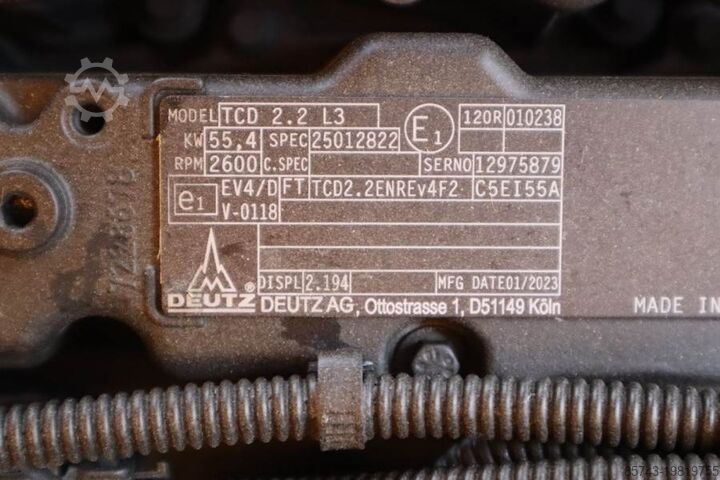 MODEL TCD 2.2 L3 E1 120R 010238
KW 55,4 SPEC 25012822
RPM 2600 C.SPEC SERNO 12975879
e1 EV4/D FT TCD2.2ENREv4F2 C5EI55A
V-0118
DISPL 2.194 MFG DATE 01/2023
DEUTZ ® DEUTZ AG, Ottostrasse 1, D51149 Köln
MADE IN
85743-19819755